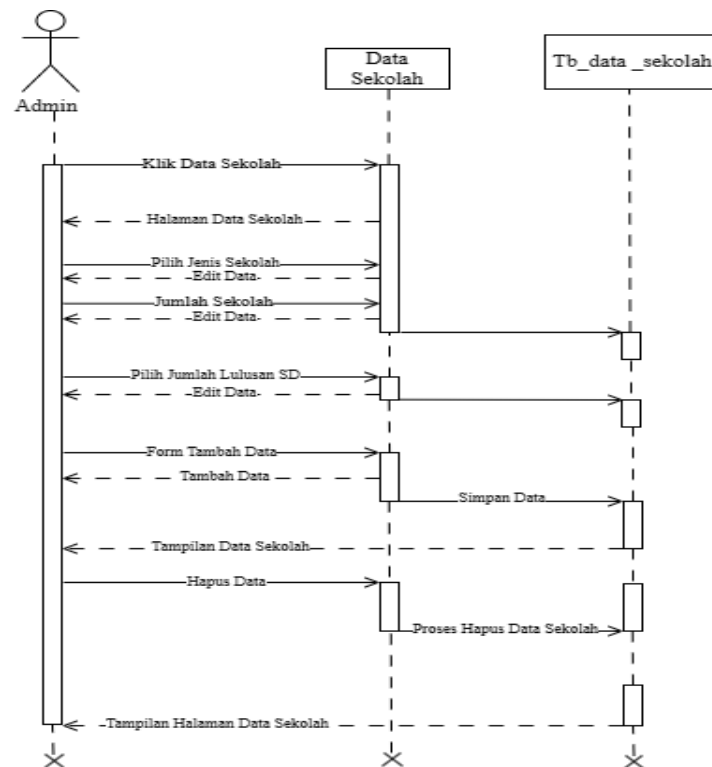 Data
Sekolah
Tb_data _sekolah
Admin
Klik Data Sekolah
Halaman Data Sekolah
Pilih Jenis Sekolah
Edit Data
Jumlah Sekolah
Edit Data
Pilih Jumlah Lulusan SD
Edit Data
Form Tambah Data
Tambah Data
Simpan Data
Tampilan Data Sekolah
Hapus Data
Proses Hapus Data Sekolah
Tampilan Halaman Data Sekolah